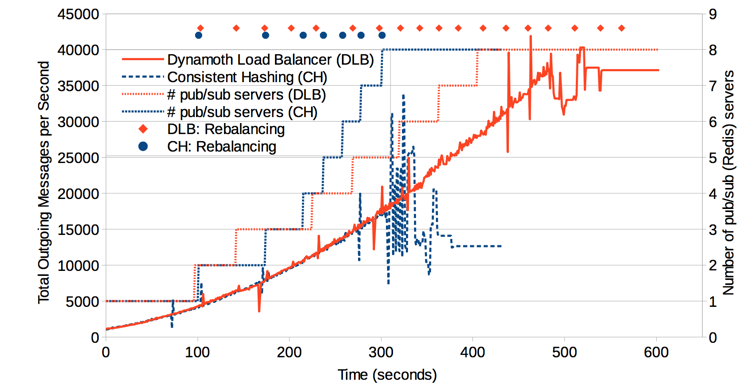 45000
40000
35000
30000
25000
20000
15000
10000
5000
0
Total Outgoing Messages per Second
Dynamoth Load Balancer (DLB)
Consistent Hashing (CH)
# pub/sub servers (DLB)
# pub/sub servers (CH)
DLB: Rebalancing
CH: Rebalancing
9
8
7
6
5
4
3
2
1
0
Number of pub/sub (Redis) servers
0 100 200 300 400 500 600
Time (seconds)